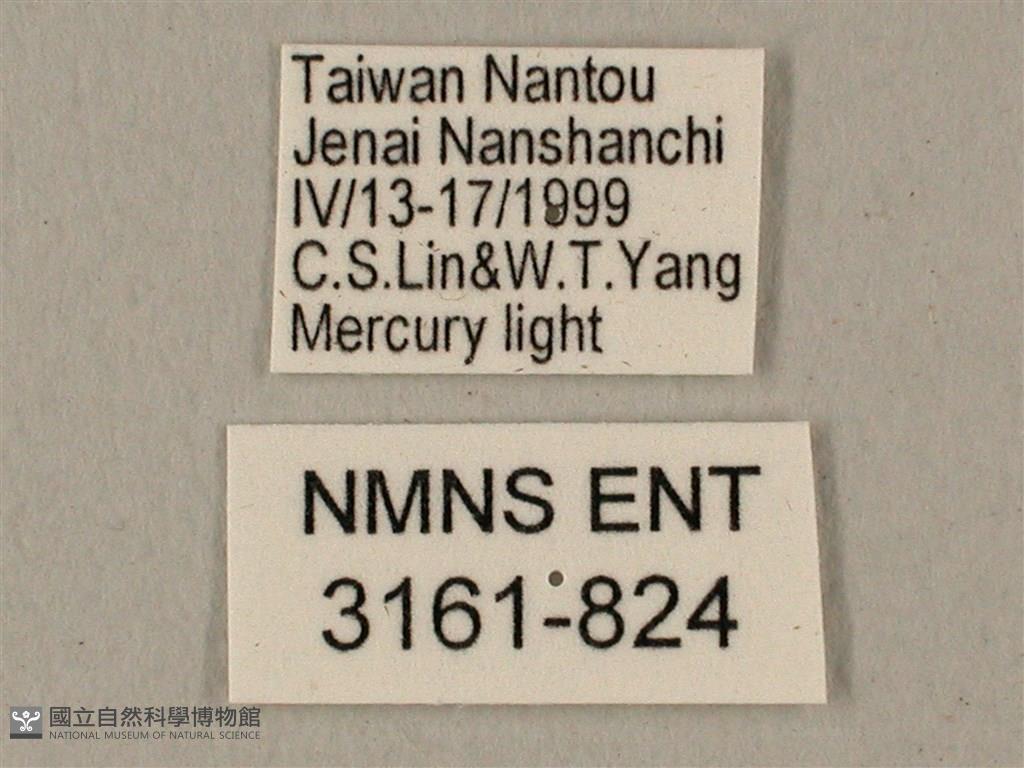 Taiwan Nantou
Jenai Nanshanchi
IV/13-17/1999
C.S.Lin&W.T.Yang
Mercury light
NMNS ENT
3161-824
國立自然科學博物館
NATIONAL MUSEUM OF NATURAL SCIENCE